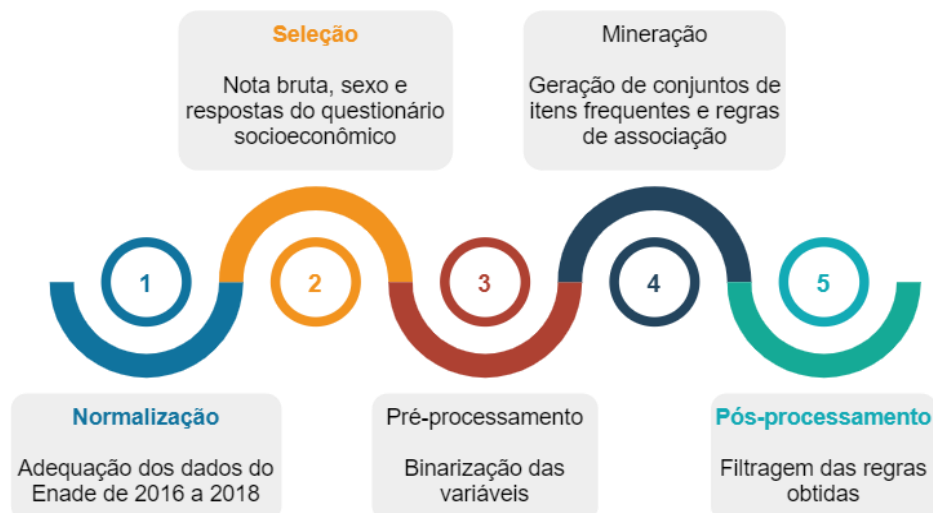 Seleção
Nota bruta, sexo e
respostas do questionário
socioeconômico
Mineração
Geração de conjuntos de
itens frequentes e regras
de associação
1
2
3
4
5
Normalização
Adequação dos dados do
Enade de 2016 a 2018
Pré-processamento
Binarização das
variáveis
Pós-processamento
Filtragem das regras
obtidas